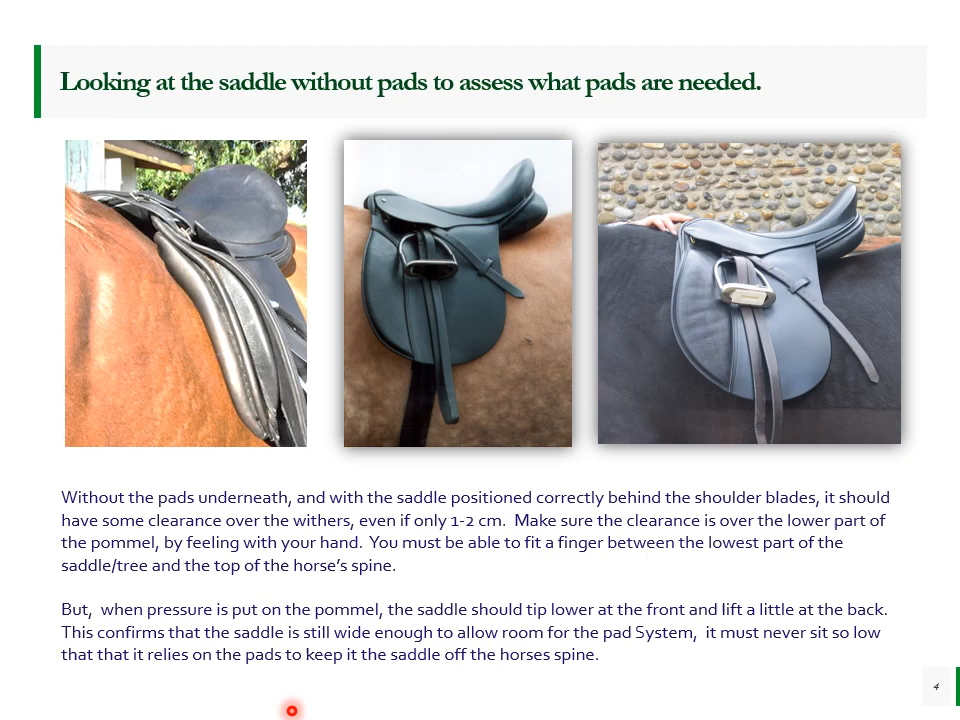 Looking at the saddle without pads to assess what pads are needed.
Without the pads underneath, and with the saddle positioned correctly behind the shoulder blades, it should
have some clearance over the withers, even if only 1-2 cm.  Make sure the clearance is over the lower part of
the pommel, by feeling with your hand.  You must be able to fit a finger between the lowest part of the
saddle/tree and the top of the horse's spine.
But,  when pressure is put on the pommel, the saddle should tip lower at the front and lift a little at the back.
This confirms that the saddle is still wide enough to allow room for the pad System,  it must never sit so low
that that it relies on the pads to keep it the saddle off the horses spine.
4